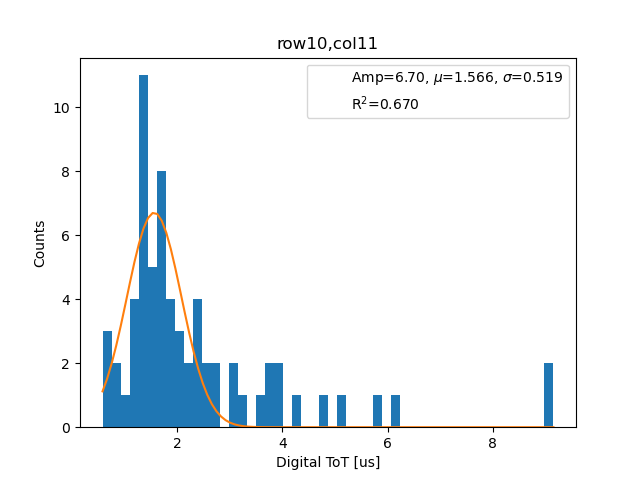 row10,col11
Amp=6.70, μ=1.566, σ=0.519
R²=0.670
Counts
10
8
6
4
2
0
2 4 6 8
Digital ToT [us]